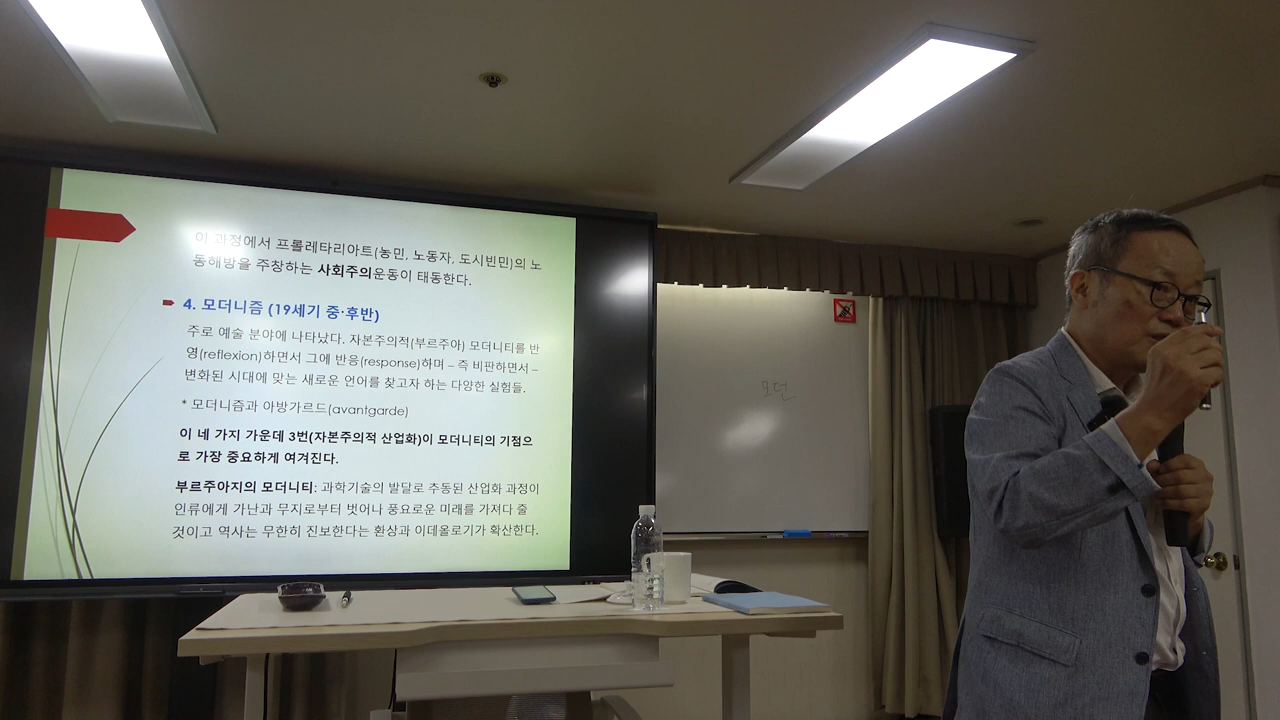 이 과정에서 프롤레타리아트(농민, 노동자, 도시빈민)의 노
동해방을 주창하는 사회주의운동이 태동한다.
4. 모더니즘 (19세기 중·후반)
주로 예술 분야에 나타났다. 자본주의적(부르주아) 모더니티를 반
영(reflexion)하면서 그에 반응(response)하며 – 즉 비판하면서 –
변화된 시대에 맞는 새로운 언어를 찾고자 하는 다양한 실험들.
* 모더니즘과 아방가르드(avantgarde)
이 네 가지 가운데 3번(자본주의적 산업화)이 모더니티의 기점으
로 가장 중요하게 여겨진다.
부르주아지의 모더니티: 과학기술의 발달로 추동된 산업화 과정이
인류에게 가난과 무지로부터 벗어나 풍요로운 미래를 가져다 줄
것이고 역사는 무한히 진보한다는 환상과 이데올로기가 확산한다.
모던